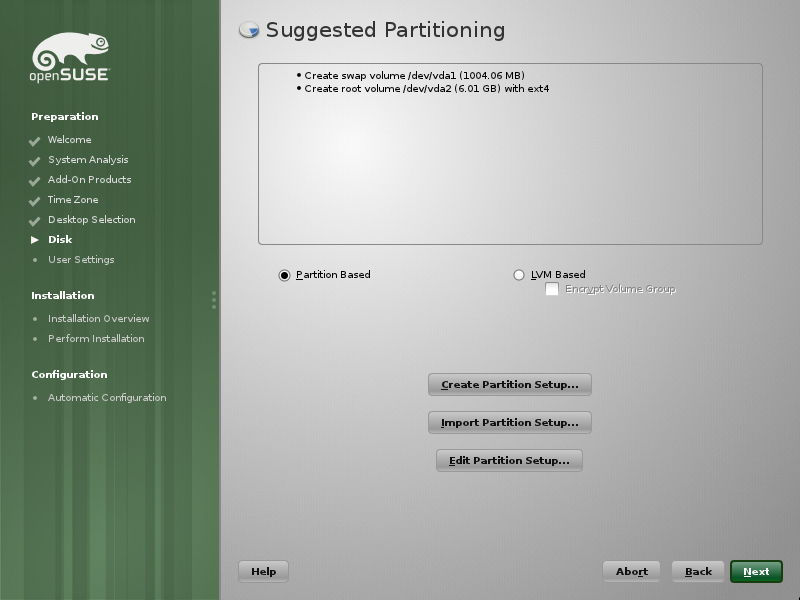 openSUSE
Preparation
Welcome
System Analysis
Add-On Products
Time Zone
Desktop Selection
Disk
User Settings
Installation
Installation Overview
Perform Installation
Configuration
Automatic Configuration
Suggested Partitioning
• Create swap volume /dev/vda1 (1004.06 MB)
• Create root volume /dev/vda2 (6.01 GB) with ext4
Partition Based
LVM Based
Encrypt Volume Group
Create Partition Setup...
Import Partition Setup...
Edit Partition Setup...
Help
Abort
Back
Next